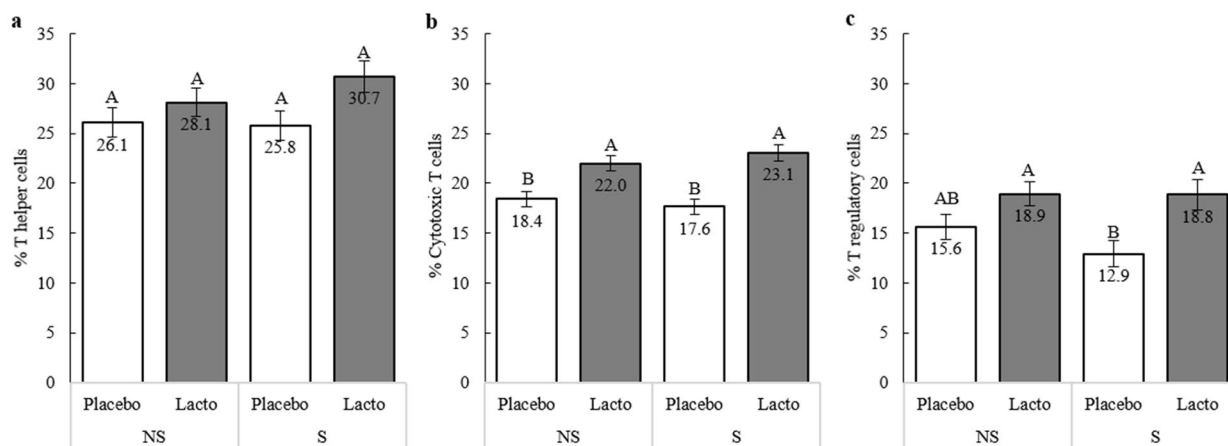 a
35
30
25
20
15
10
5
0
% T helper cells
A
A
A
A
26.1
28.1
25.8
30.7
Placebo Lacto Placebo Lacto
NS S
b
35
30
25
20
15
10
5
0
% Cytotoxic T cells
B
A
B
A
18.4
22.0
17.6
23.1
Placebo Lacto Placebo Lacto
NS S
c
35
30
25
20
15
10
5
0
% T regulatory cells
AB
A
B
A
15.6
18.9
12.9
18.8
Placebo Lacto Placebo Lacto
NS S